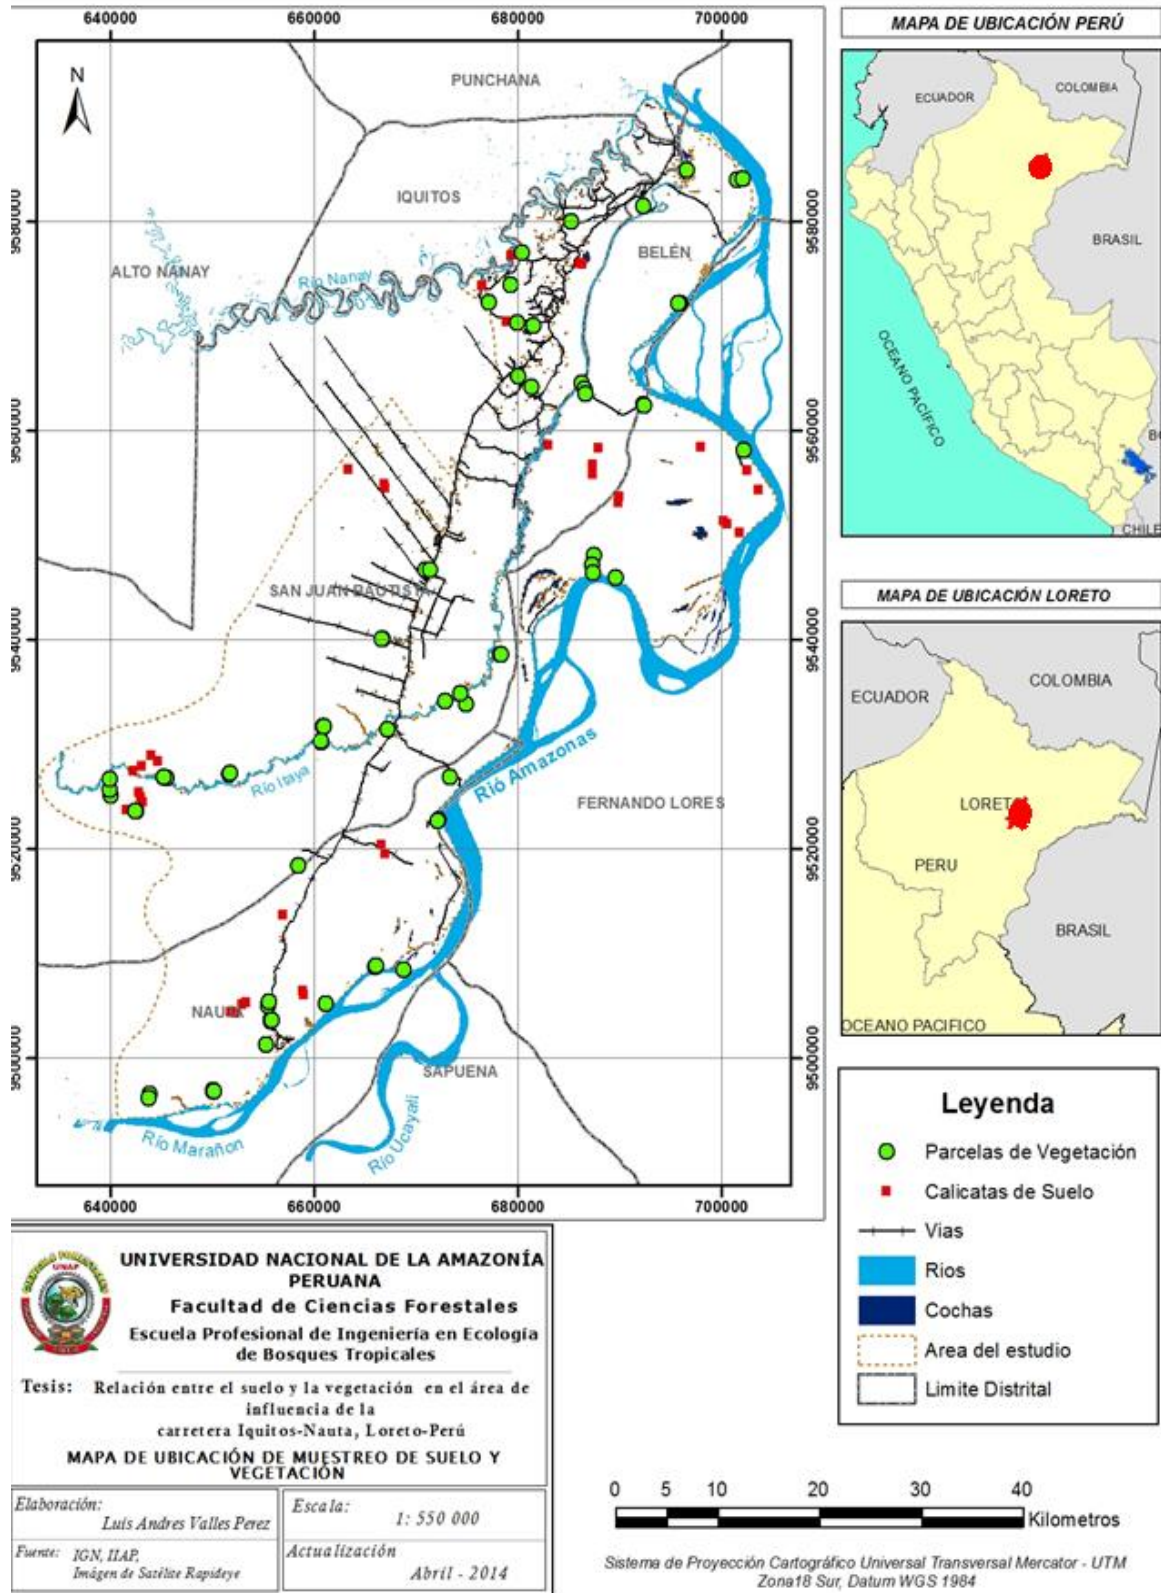 640000 660000 680000 700000
MAPA DE UBICACIÓN PERÚ
N
PUNCHANA
IQUITOS
ALTO NANAY
Río Nanay
BELÉN
9580000
9580000
9560000
9560000
SAN JUAN BAUTISTA
9540000
9540000
Río Itaya
Río Amazonas
FERNANDO LORES
9520000
9520000
NAUTA
9500000
9500000
SAPUENA
Río Marañon
Río Ucayali
640000 660000 680000 700000
ECUADOR
COLOMBIA
BRASIL
OCEANO PACÍFICO
BO
CHILE
MAPA DE UBICACIÓN LORETO
ECUADOR
COLOMBIA
LORETO
PERU
BRASIL
OCEANO PACIFICO
Leyenda
Parcelas de Vegetación
Calicatas de Suelo
Vias
Rios
Cochas
Area del estudio
Limite Distrital
UNAP
UNIVERSIDAD NACIONAL DE LA AMAZONÍA
PERUANA
Facultad de Ciencias Forestales
Escuela Profesional de Ingeniería en Ecología
de Bosques Tropicales
Tesis: Relación entre el suelo y la vegetación en el área de
influencia de la
carretera Iquitos-Nauta, Loreto-Perú
MAPA DE UBICACIÓN DE MUESTREO DE SUELO Y
VEGETACIÓN
Elaboración:
Luis Andres Valles Perez
Escala:
1: 550 000
Fuente: IGN, IIAP,
Imágen de Satélite Rapideye
Actualización
Abril - 2014
0 5 10 20 30 40
Kilometros
Sistema de Proyección Cartográfico Universal Transversal Mercator - UTM
Zona18 Sur, Datum WGS 1984